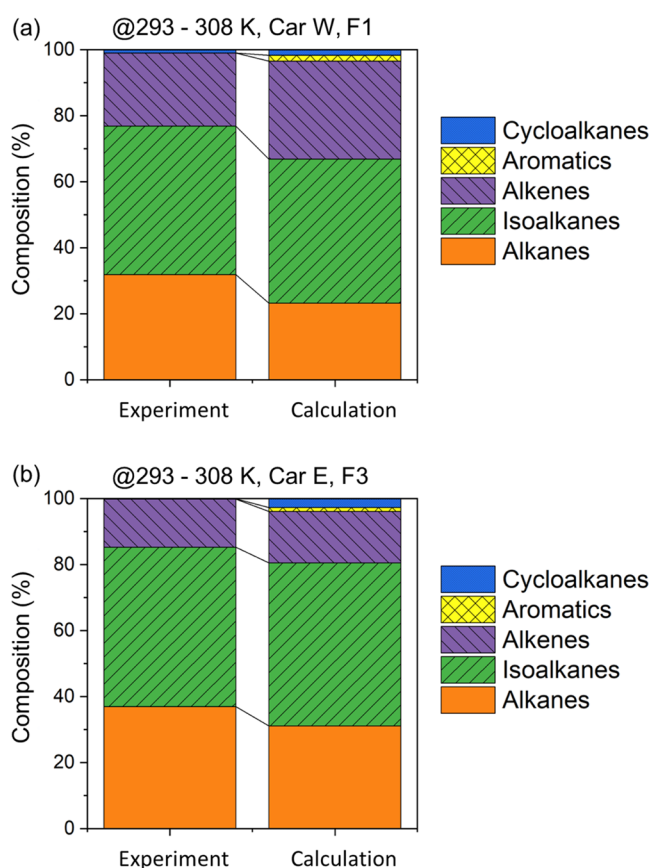 (a) @293 - 308 K, Car W, F1
100
80
60
40
20
0
Composition (%)
Experiment Calculation
Cycloalkanes
Aromatics
Alkenes
Isoalkanes
Alkanes
(b) @293 - 308 K, Car E, F3
100
80
60
40
20
0
Composition (%)
Experiment Calculation
Cycloalkanes
Aromatics
Alkenes
Isoalkanes
Alkanes